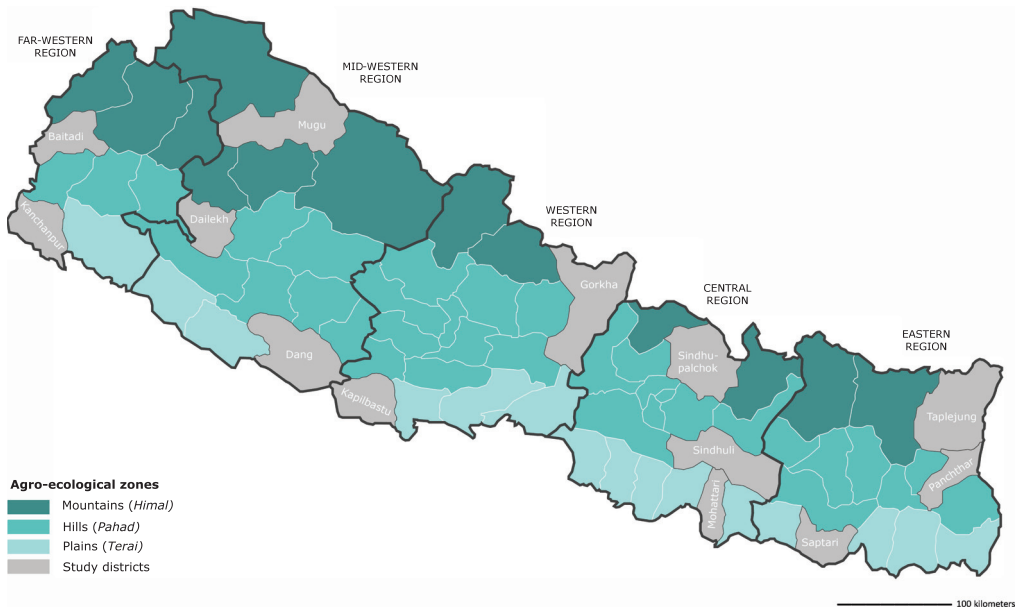 FAR-WESTERN
REGION
MID-WESTERN
REGION
WESTERN
REGION
CENTRAL
REGION
EASTERN
REGION
Baitadi
Mugu
Kanchanpur
Dailekh
Gorkha
Dang
Kapilbastu
Sindhu-
palchok
Taplejung
Sindhuli
Panchthar
Mohattari
Saptari
Agro-ecological zones
Mountains (Himal)
Hills (Pahad)
Plains (Terai)
Study districts
100 kilometers